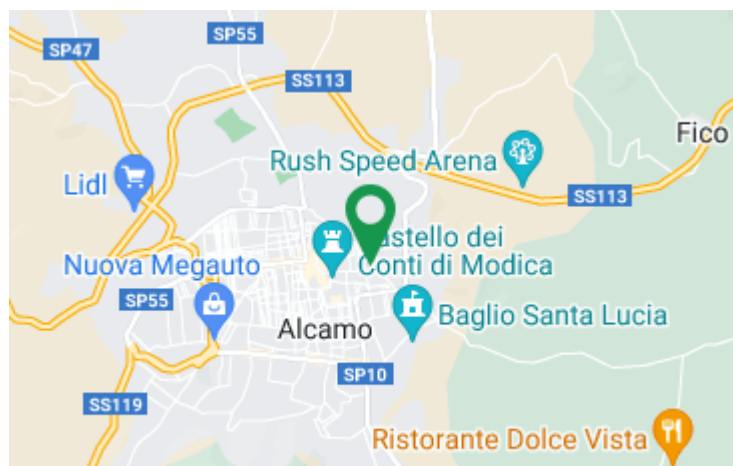 SP55
SP47
SS113
Fico
Rush Speed Arena
Lidl
SS113
astello dei
Conti di Modica
Nuova Megauto
SP55
Baglio Santa Lucia
Alcamo
SP10
SS119
Ristorante Dolce Vista